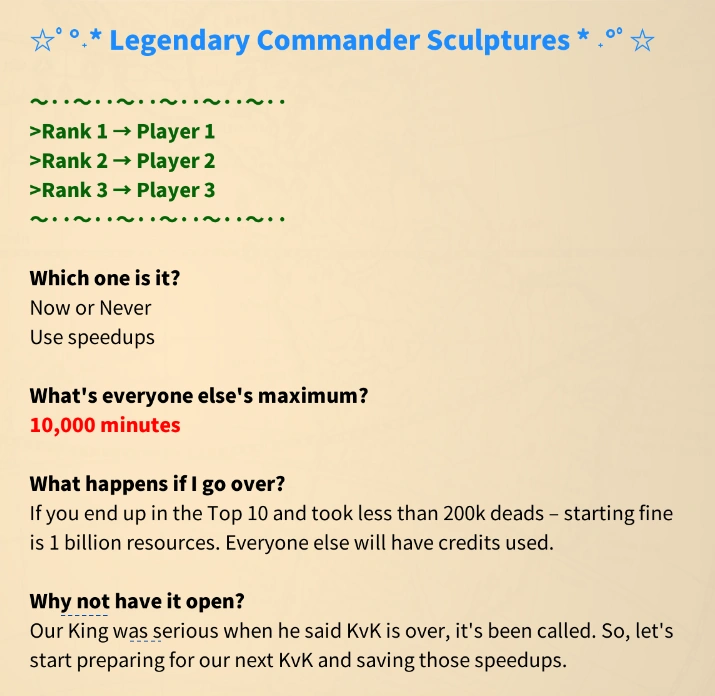 ☆ﾟ °˖* Legendary Commander Sculptures * ˖°ﾟ ☆
～··～··～··～··～··～··
>Rank 1 → Player 1
>Rank 2 → Player 2
>Rank 3 → Player 3
～··～··～··～··～··～··
Which one is it?
Now or Never
Use speedups
What's everyone else's maximum?
10,000 minutes
What happens if I go over?
If you end up in the Top 10 and took less than 200k deads – starting fine
is 1 billion resources. Everyone else will have credits used.
Why not have it open?
Our King was serious when he said KvK is over, it's been called. So, let's
start preparing for our next KvK and saving those speedups.